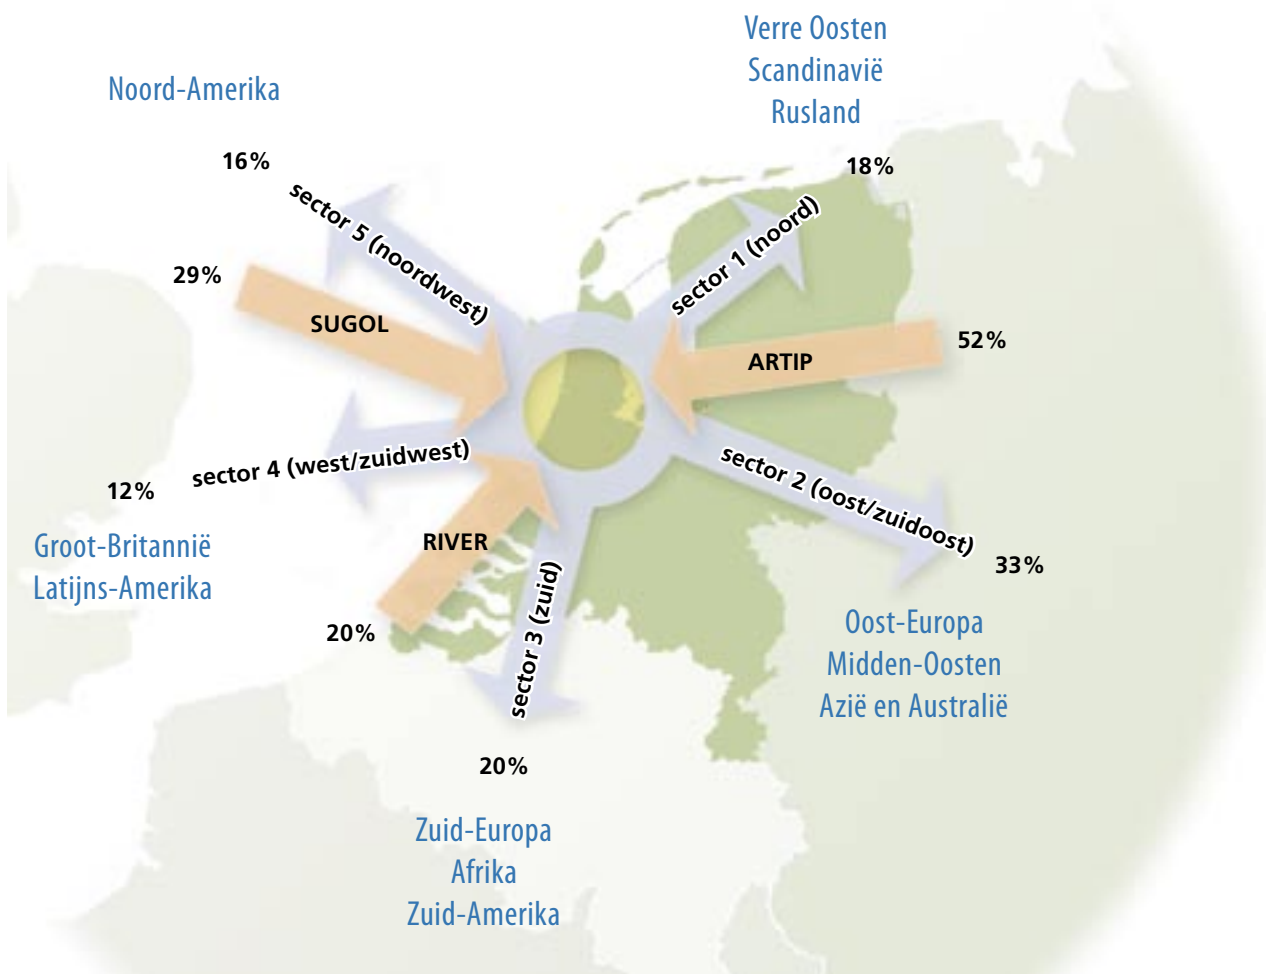 Verre Oosten
Scandinavië
Rusland
Noord-Amerika
16%
18%
sector 5 (noordwest)
sector 1 (noord)
29%
SUGOL
52%
ARTIP
sector 4 (west/zuidwest)
12%
sector 2 (oost/zuidoost)
33%
Groot-Britannië
Latijns-Amerika
RIVER
20%
sector 3 (zuid)
Oost-Europa
Midden-Oosten
Azië en Australië
20%
Zuid-Europa
Afrika
Zuid-Amerika